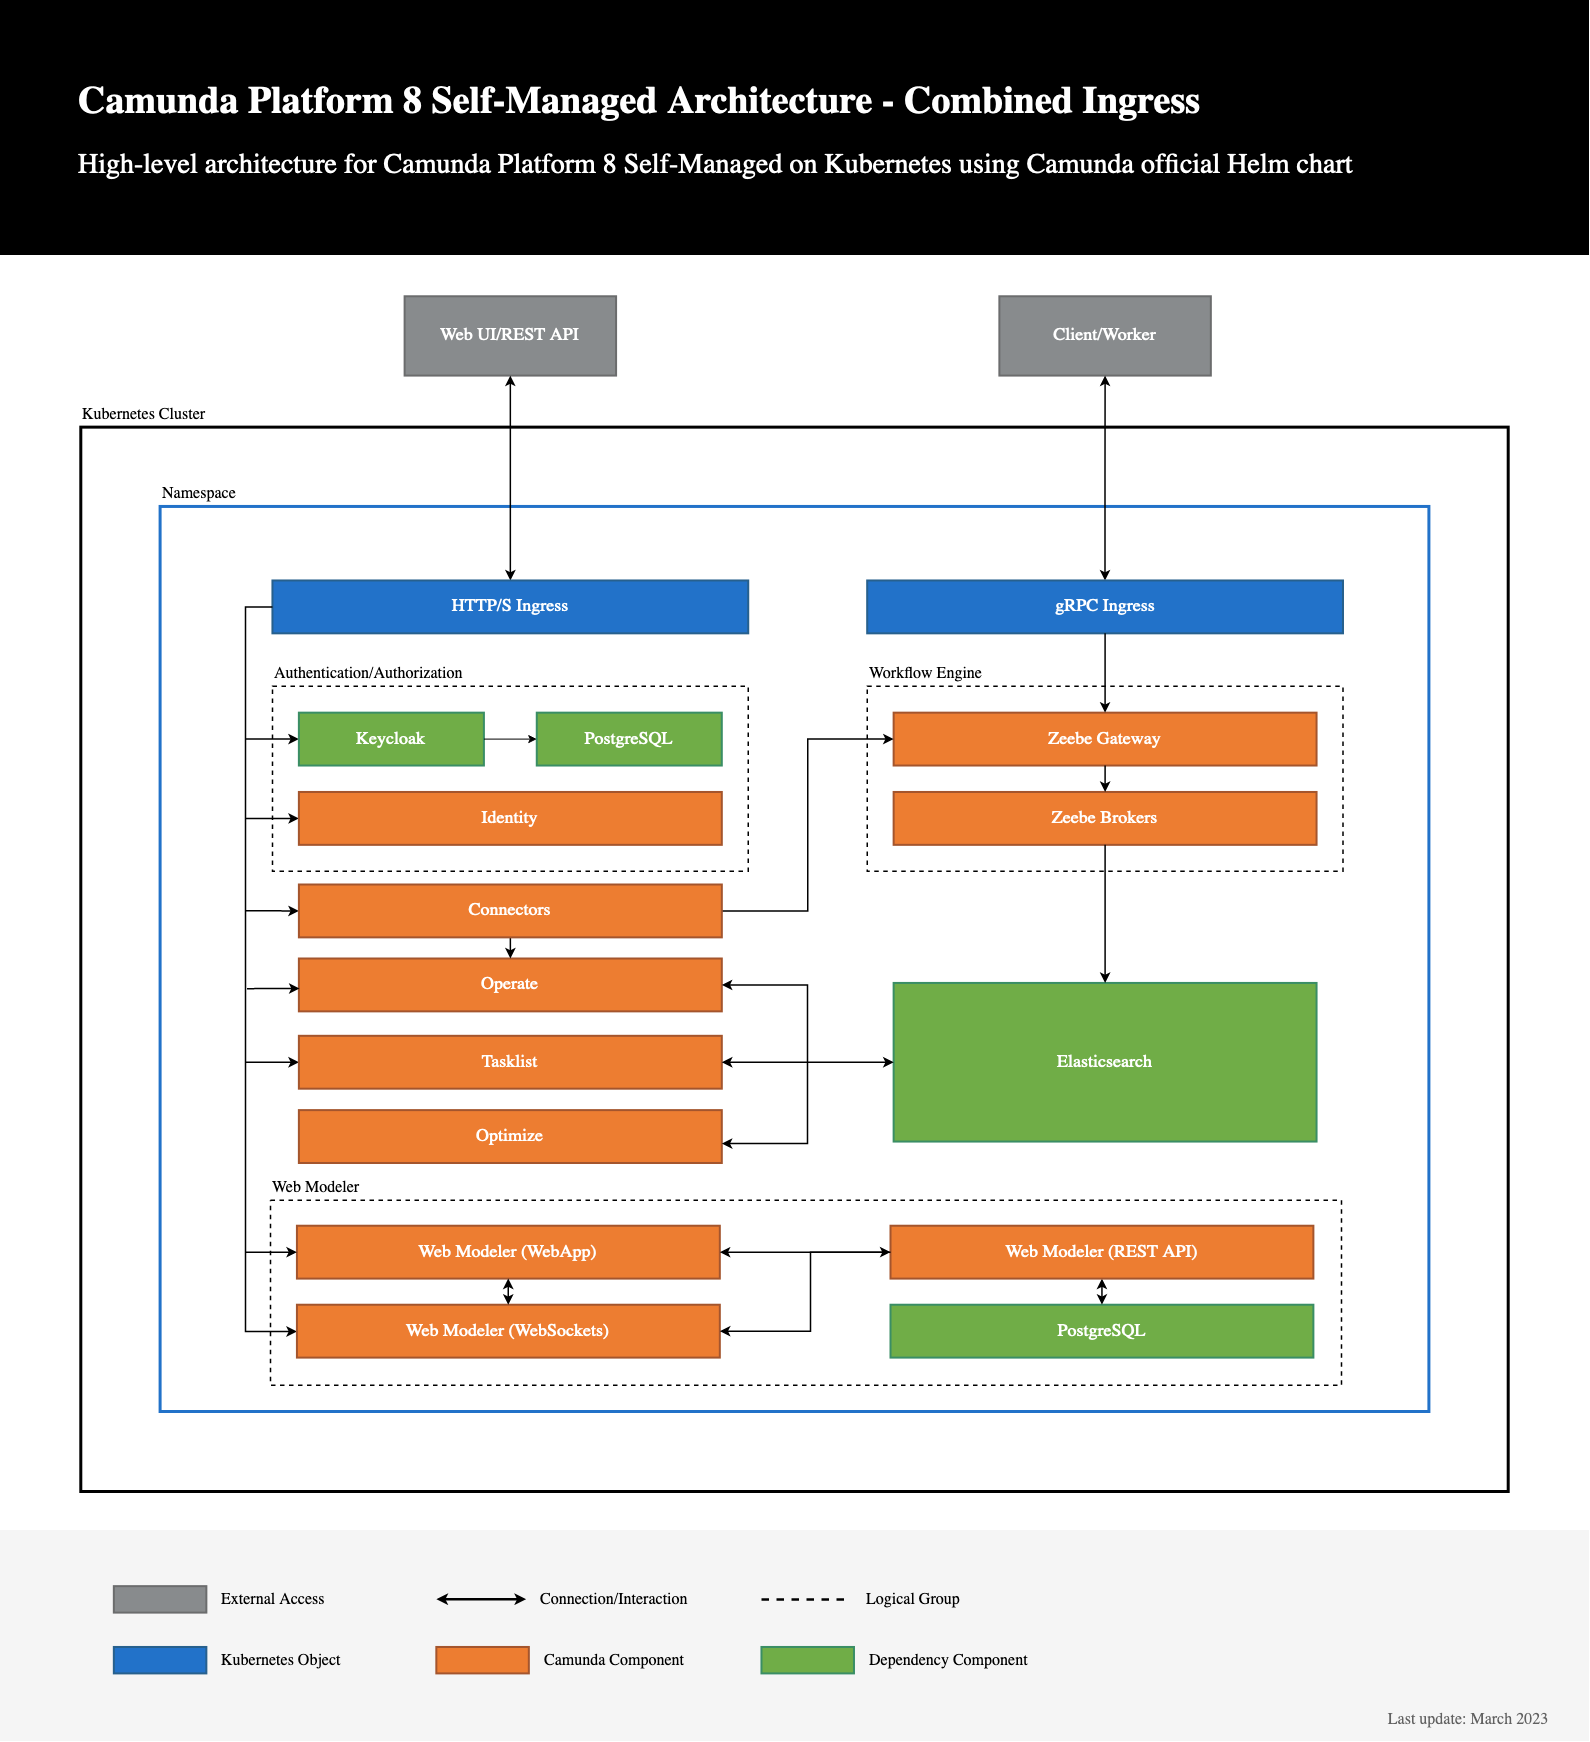 Camunda Platform 8 Self-Managed Architecture - Combined Ingress
High-level architecture for Camunda Platform 8 Self-Managed on Kubernetes using Camunda official Helm chart
Web UI/REST API
Client/Worker
Kubernetes Cluster
Namespace
HTTP/S Ingress
gRPC Ingress
Authentication/Authorization
Workflow Engine
Keycloak
PostgreSQL
Zeebe Gateway
Identity
Zeebe Brokers
Connectors
Operate
Tasklist
Elasticsearch
Optimize
Web Modeler
Web Modeler (WebApp)
Web Modeler (REST API)
Web Modeler (WebSockets)
PostgreSQL
External Access
Connection/Interaction
Logical Group
Kubernetes Object
Camunda Component
Dependency Component
Last update: March 2023